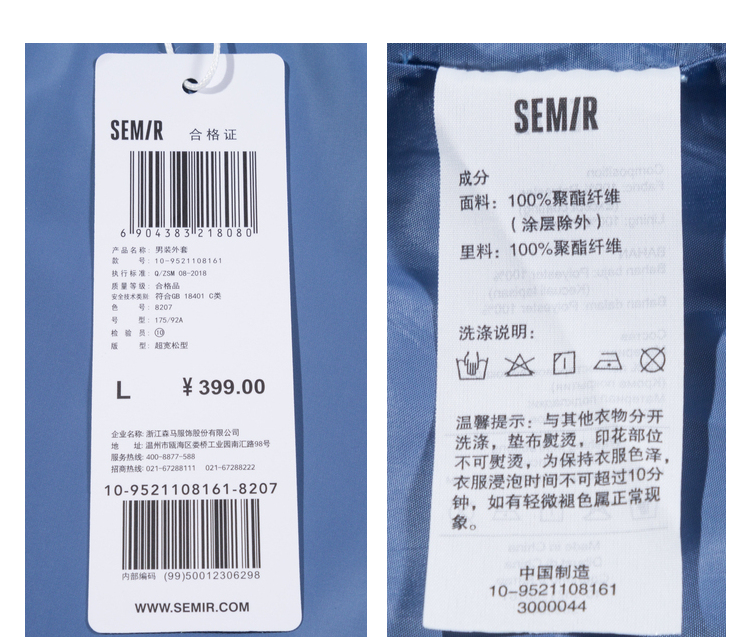 SEMIR 合格证
6 904383 218080
产品名称: 男装外套
款 号: 10-9521108161
执行标准: Q/ZSM 08-2018
质量等级: 合格品
安全技术类别: 符合GB 18401 C类
色 号: 8207
号 型: 175/92A
检 验 员: ⑩
版 型: 超宽松型
L ¥399.00
企业名称: 浙江森马服饰股份有限公司
地 址: 温州市瓯海区娄桥工业园南汇路98号
服务热线: 400-8877-588
招商热线: 021-67288111 021-67288222
10-9521108161-8207
内部编码 (99)50012306298
WWW.SEMIR.COM
SEMIR
成分
面料: 100%聚酯纤维
(涂层除外)
里料: 100%聚酯纤维
洗涤说明:
温馨提示: 与其他衣物分开
洗涤, 垫布熨烫, 印花部位
不可熨烫, 为保持衣服色泽,
衣服浸泡时间不可超过10分
钟, 如有轻微褪色属正常现
象。
中国制造
10-9521108161
3000044